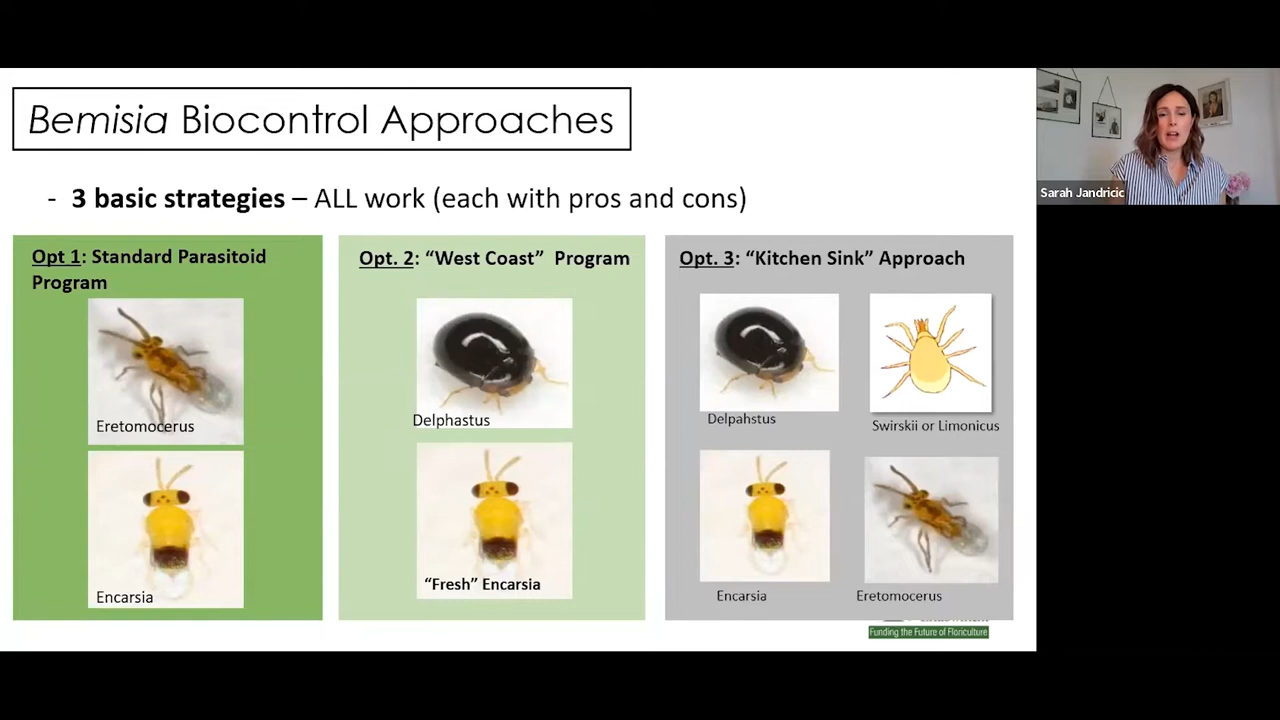 Bemisia Biocontrol Approaches
- 3 basic strategies – ALL work (each with pros and cons)
Opt 1: Standard Parasitoid
Program
Eretomocerus
Encarsia
Opt. 2: “West Coast” Program
Delphastus
“Fresh” Encarsia
Opt. 3: “Kitchen Sink” Approach
Delpahstus
Swirskii or Limonicus
Encarsia
Eretomocerus
Funding the Future of Floriculture
Sarah Jandricic